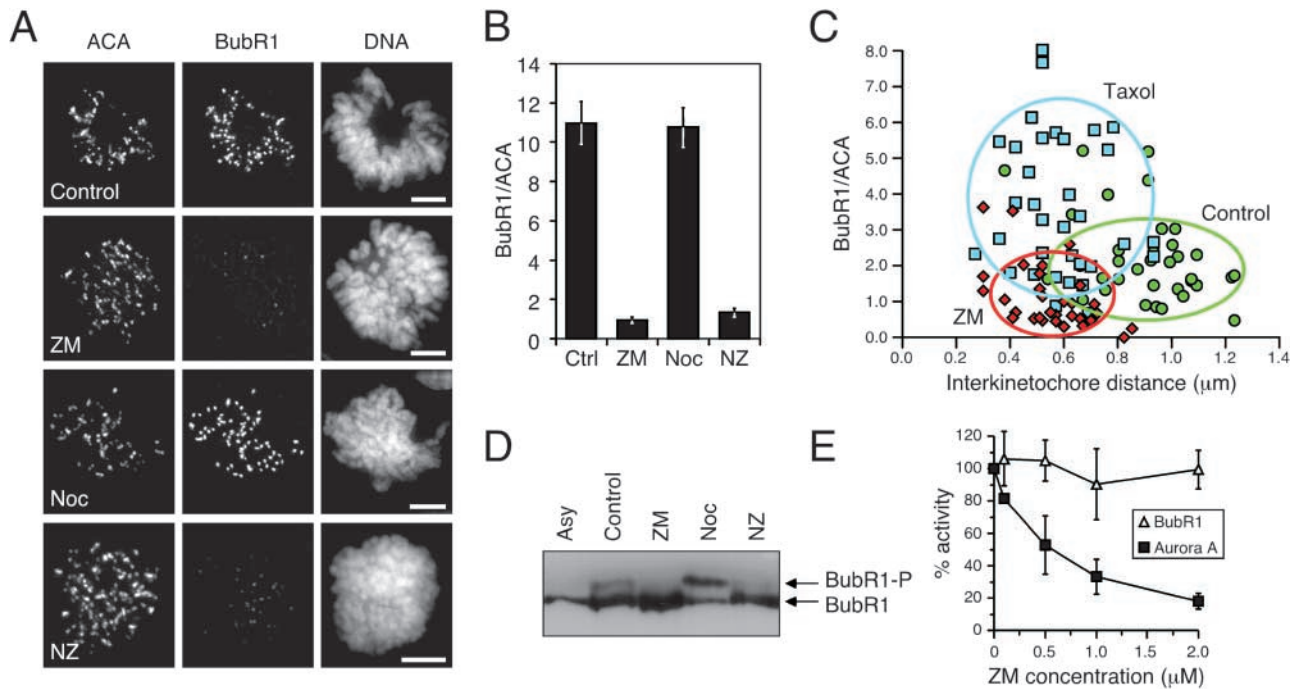 A
ACA BubR1 DNA
Control
ZM
Noc
NZ
B
BubR1/ACA
14
12
10
8
6
4
2
0
Ctrl ZM Noc NZ
C
BubR1/ACA
8.0
7.0
6.0
5.0
4.0
3.0
2.0
1.0
0.0
Taxol
Control
ZM
0.0 0.2 0.4 0.6 0.8 1.0 1.2 1.4
Interkinetochore distance (μm)
D
Asy Control ZM Noc NZ
BubR1-P
BubR1
E
% activity
120
100
80
60
40
20
0
BubR1
Aurora A
0 0.5 1.0 1.5 2.0
ZM concentration (μM)